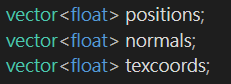 vector<float> positions;
vector<float> normals;
vector<float> texcoords;